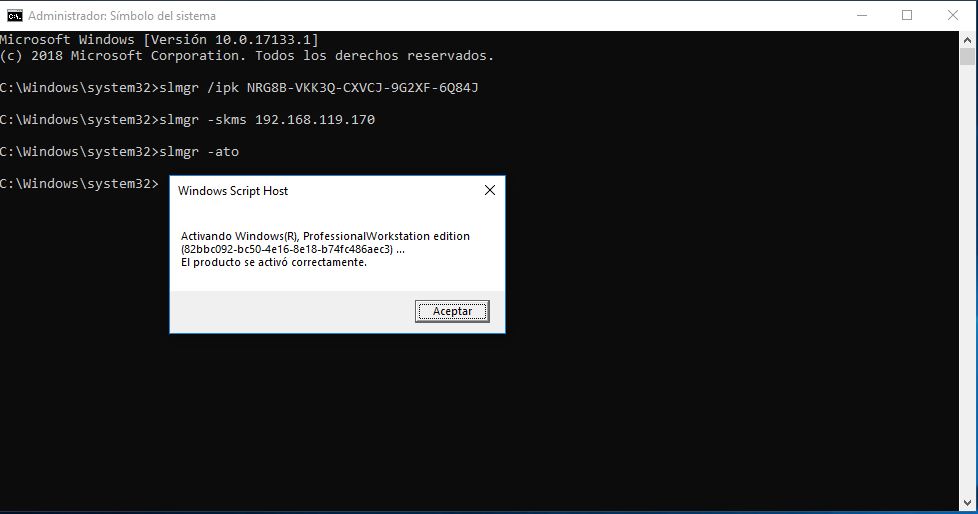 Administrador: Símbolo del sistema
Microsoft Windows [Versión 10.0.17133.1]
(c) 2018 Microsoft Corporation. Todos los derechos reservados.
C:\Windows\system32>slmgr /ipk NRG8B-VKK3Q-CXVCJ-9G2XF-6Q84J
C:\Windows\system32>slmgr -skms 192.168.119.170
C:\Windows\system32>slmgr -ato
C:\Windows\system32>
Windows Script Host
Activando Windows(R), ProfessionalWorkstation edition
(82bbc092-bc50-4e16-8e18-b74fc486aec3) ...
El producto se activó correctamente.
Aceptar